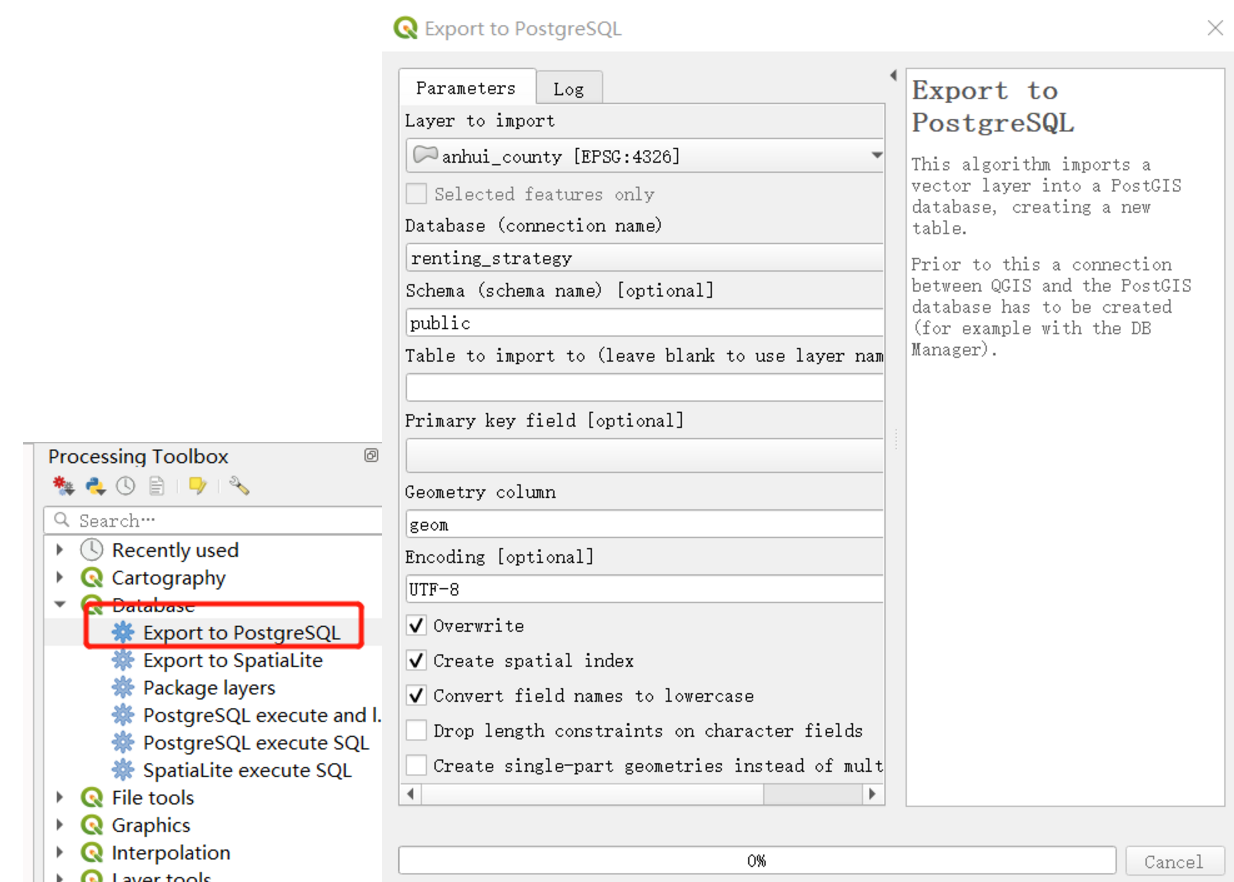 Export to PostgreSQL
Parameters
Log
Layer to import
anhui_county [EPSG:4326]
Selected features only
Database (connection name)
renting_strategy
Schema (schema name) [optional]
public
Table to import to (leave blank to use layer nam
Primary key field [optional]
Geometry column
geom
Encoding [optional]
UTF-8
Overwrite
Create spatial index
Convert field names to lowercase
Drop length constraints on character fields
Create single-part geometries instead of mult
0%
Cancel
Export to
PostgreSQL
This algorithm imports a
vector layer into a PostGIS
database, creating a new
table.
Prior to this a connection
between QGIS and the PostGIS
database has to be created
(for example with the DB
Manager).
Processing Toolbox
Search…
Recently used
Cartography
Database
Export to PostgreSQL
Export to SpatiaLite
Package layers
PostgreSQL execute and l.
PostgreSQL execute SQL
SpatiaLite execute SQL
File tools
Graphics
Interpolation
Layer tools